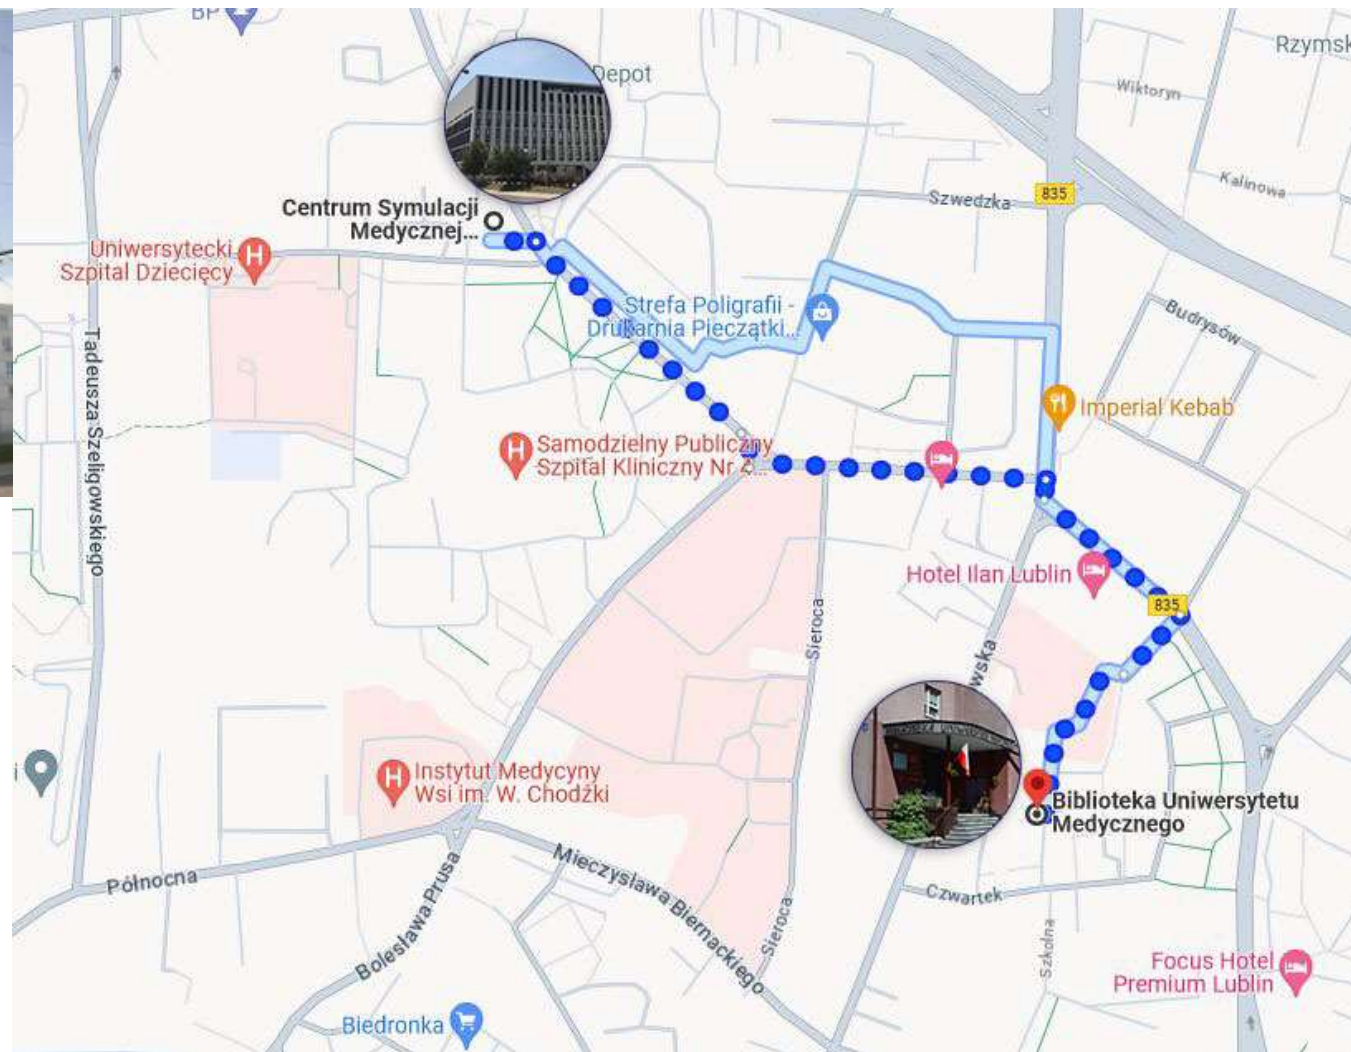 BP
Depot
Rzymsk
Wiktoryn
Kalinowa
835
Szwedzka
Centrum Symulacji
Medycznej...
Uniwersytecki
Szpital Dziecięcy
Strefa Poligrafii -
Drukarnia Pieczątki...
Budrysów
Tadeusza Szeligowskiego
Imperial Kebab
Samodzielny Publiczny
Szpital Kliniczny Nr 4...
Hotel Ilan Lublin
835
Sieroca
wska
Instytut Medycyny
Wsi im. W. Chodźki
i
Biblioteka Uniwersytetu
Medycznego
Północna
Bolesława Prusa
Mieczysława Biernackiego
Sieroca
Czwartek
Szkolna
Focus Hotel
Premium Lublin
Biedronka